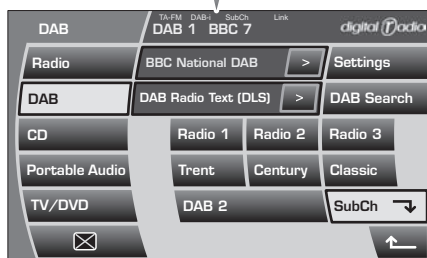 TA-FM DAB-i SubCh Link
DAB DAB 1 BBC 7 digital radio
Radio BBC National DAB > Settings
DAB DAB Radio Text (DLS) > DAB Search
CD Radio 1 Radio 2 Radio 3
Portable Audio Trent Century Classic
TV/DVD DAB 2 SubCh